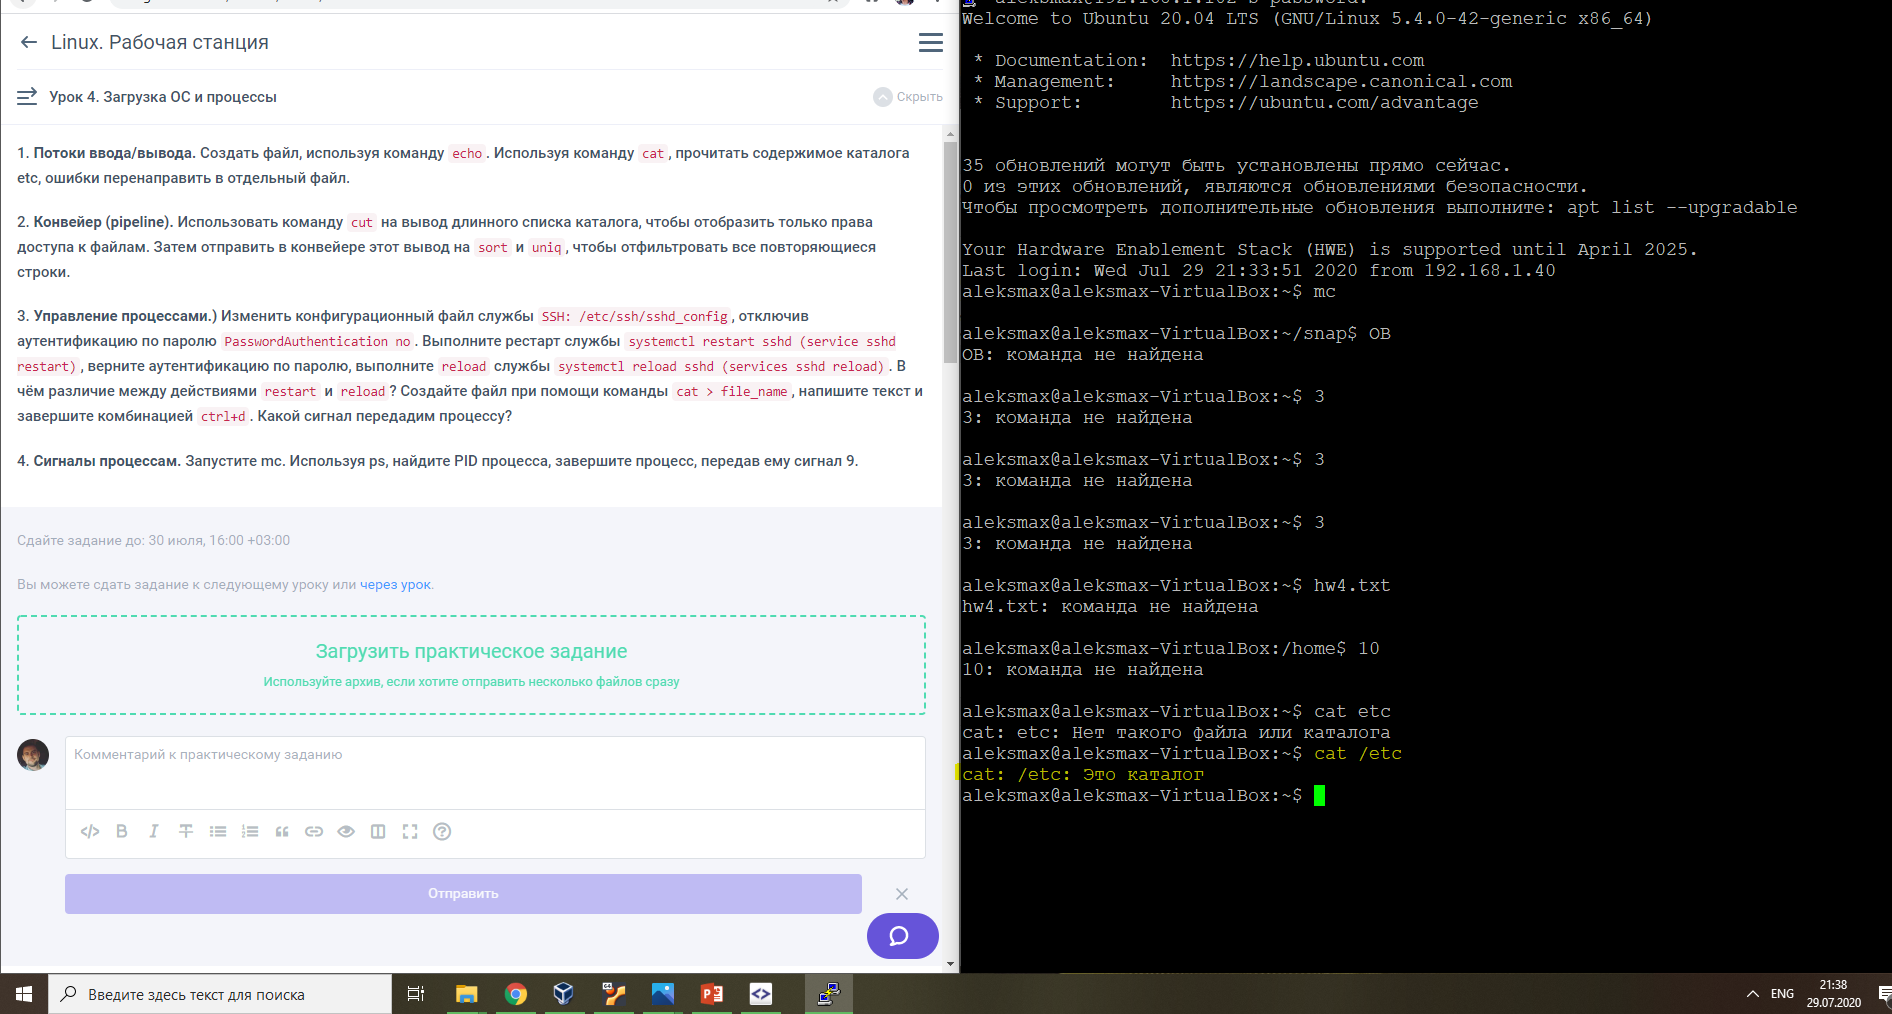 Linux. Рабочая станция
Урок 4. Загрузка ОС и процессы
Скрыть
1. Потоки ввода/вывода. Создать файл, используя команду echo. Используя команду cat, прочитать содержимое каталога
etc, ошибки перенаправить в отдельный файл.
2. Конвейер (pipeline). Использовать команду cut на вывод длинного списка каталога, чтобы отобразить только права
доступа к файлам. Затем отправить в конвейере этот вывод на sort и uniq, чтобы отфильтровать все повторяющиеся
строки.
3. Управление процессами.) Изменить конфигурационный файл службы SSH: /etc/ssh/sshd_config, отключив
аутентификацию по паролю PasswordAuthentication no. Выполните рестарт службы systemctl restart sshd (service sshd
restart), верните аутентификацию по паролю, выполните reload службы systemctl reload sshd (services sshd reload). В
чём различие между действиями restart и reload? Создайте файл при помощи команды cat > file_name, напишите текст и
завершите комбинацией ctrl+d. Какой сигнал передадим процессу?
4. Сигналы процессам. Запустите mc. Используя ps, найдите PID процесса, завершите процесс, передав ему сигнал 9.
Сдайте задание до: 30 июля, 16:00 +03:00
Вы можете сдать задание к следующему уроку или через урок.
Загрузить практическое задание
Используйте архив, если хотите отправить несколько файлов сразу
Комментарий к практическому заданию
Отправить
Welcome to Ubuntu 20.04 LTS (GNU/Linux 5.4.0-42-generic x86_64)
* Documentation: https://help.ubuntu.com
* Management: https://landscape.canonical.com
* Support: https://ubuntu.com/advantage
35 обновлений могут быть установлены прямо сейчас.
0 из этих обновлений, являются обновлениями безопасности.
Чтобы просмотреть дополнительные обновления выполните: apt list --upgradable
Your Hardware Enablement Stack (HWE) is supported until April 2025.
Last login: Wed Jul 29 21:33:51 2020 from 192.168.1.40
aleksmax@aleksmax-VirtualBox:~$ mc
aleksmax@aleksmax-VirtualBox:~/snap$ OB
OB: команда не найдена
aleksmax@aleksmax-VirtualBox:~$ 3
3: команда не найдена
aleksmax@aleksmax-VirtualBox:~$ 3
3: команда не найдена
aleksmax@aleksmax-VirtualBox:~$ 3
3: команда не найдена
aleksmax@aleksmax-VirtualBox:~$ hw4.txt
hw4.txt: команда не найдена
aleksmax@aleksmax-VirtualBox:/home$ 10
10: команда не найдена
aleksmax@aleksmax-VirtualBox:~$ cat etc
cat: etc: Нет такого файла или каталога
aleksmax@aleksmax-VirtualBox:~$ cat /etc
cat: /etc: Это каталог
aleksmax@aleksmax-VirtualBox:~$
Введите здесь текст для поиска
ENG
21:38
29.07.2020